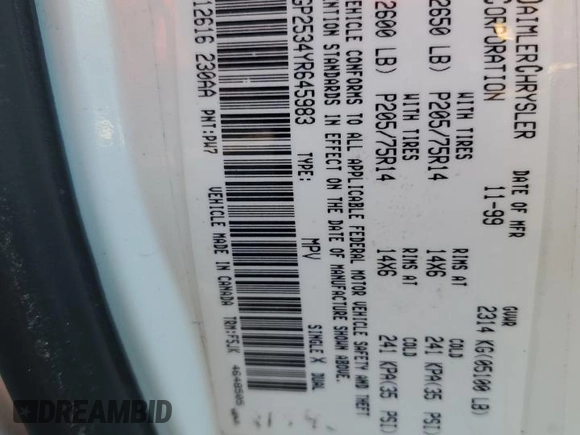 DAIMLERCHRYSLER CORPORATION DATE OF MFR 11-99 GVWR 2314 KG(05100 LB)
2650 LB) WITH TIRES P205/75R14 RIMS AT 14X6 COLD 241 KPA(35 PSI)
2600 LB) WITH TIRES P205/75R14 RIMS AT 14X6 COLD 241 KPA(35 PSI)
VEHICLE CONFORMS TO ALL APPLICABLE FEDERAL MOTOR VEHICLE SAFETY AND THEFT
ENTION STANDARDS IN EFFECT ON THE DATE OF MANUFACTURE SHOWN ABOVE.
GP2534YR645983 TYPE: MPV SINGLE X DUAL
12616 230AA PNT:PW7 VEHICLE MADE IN CANADA TRM:F5JK 4648505
DREAMBID